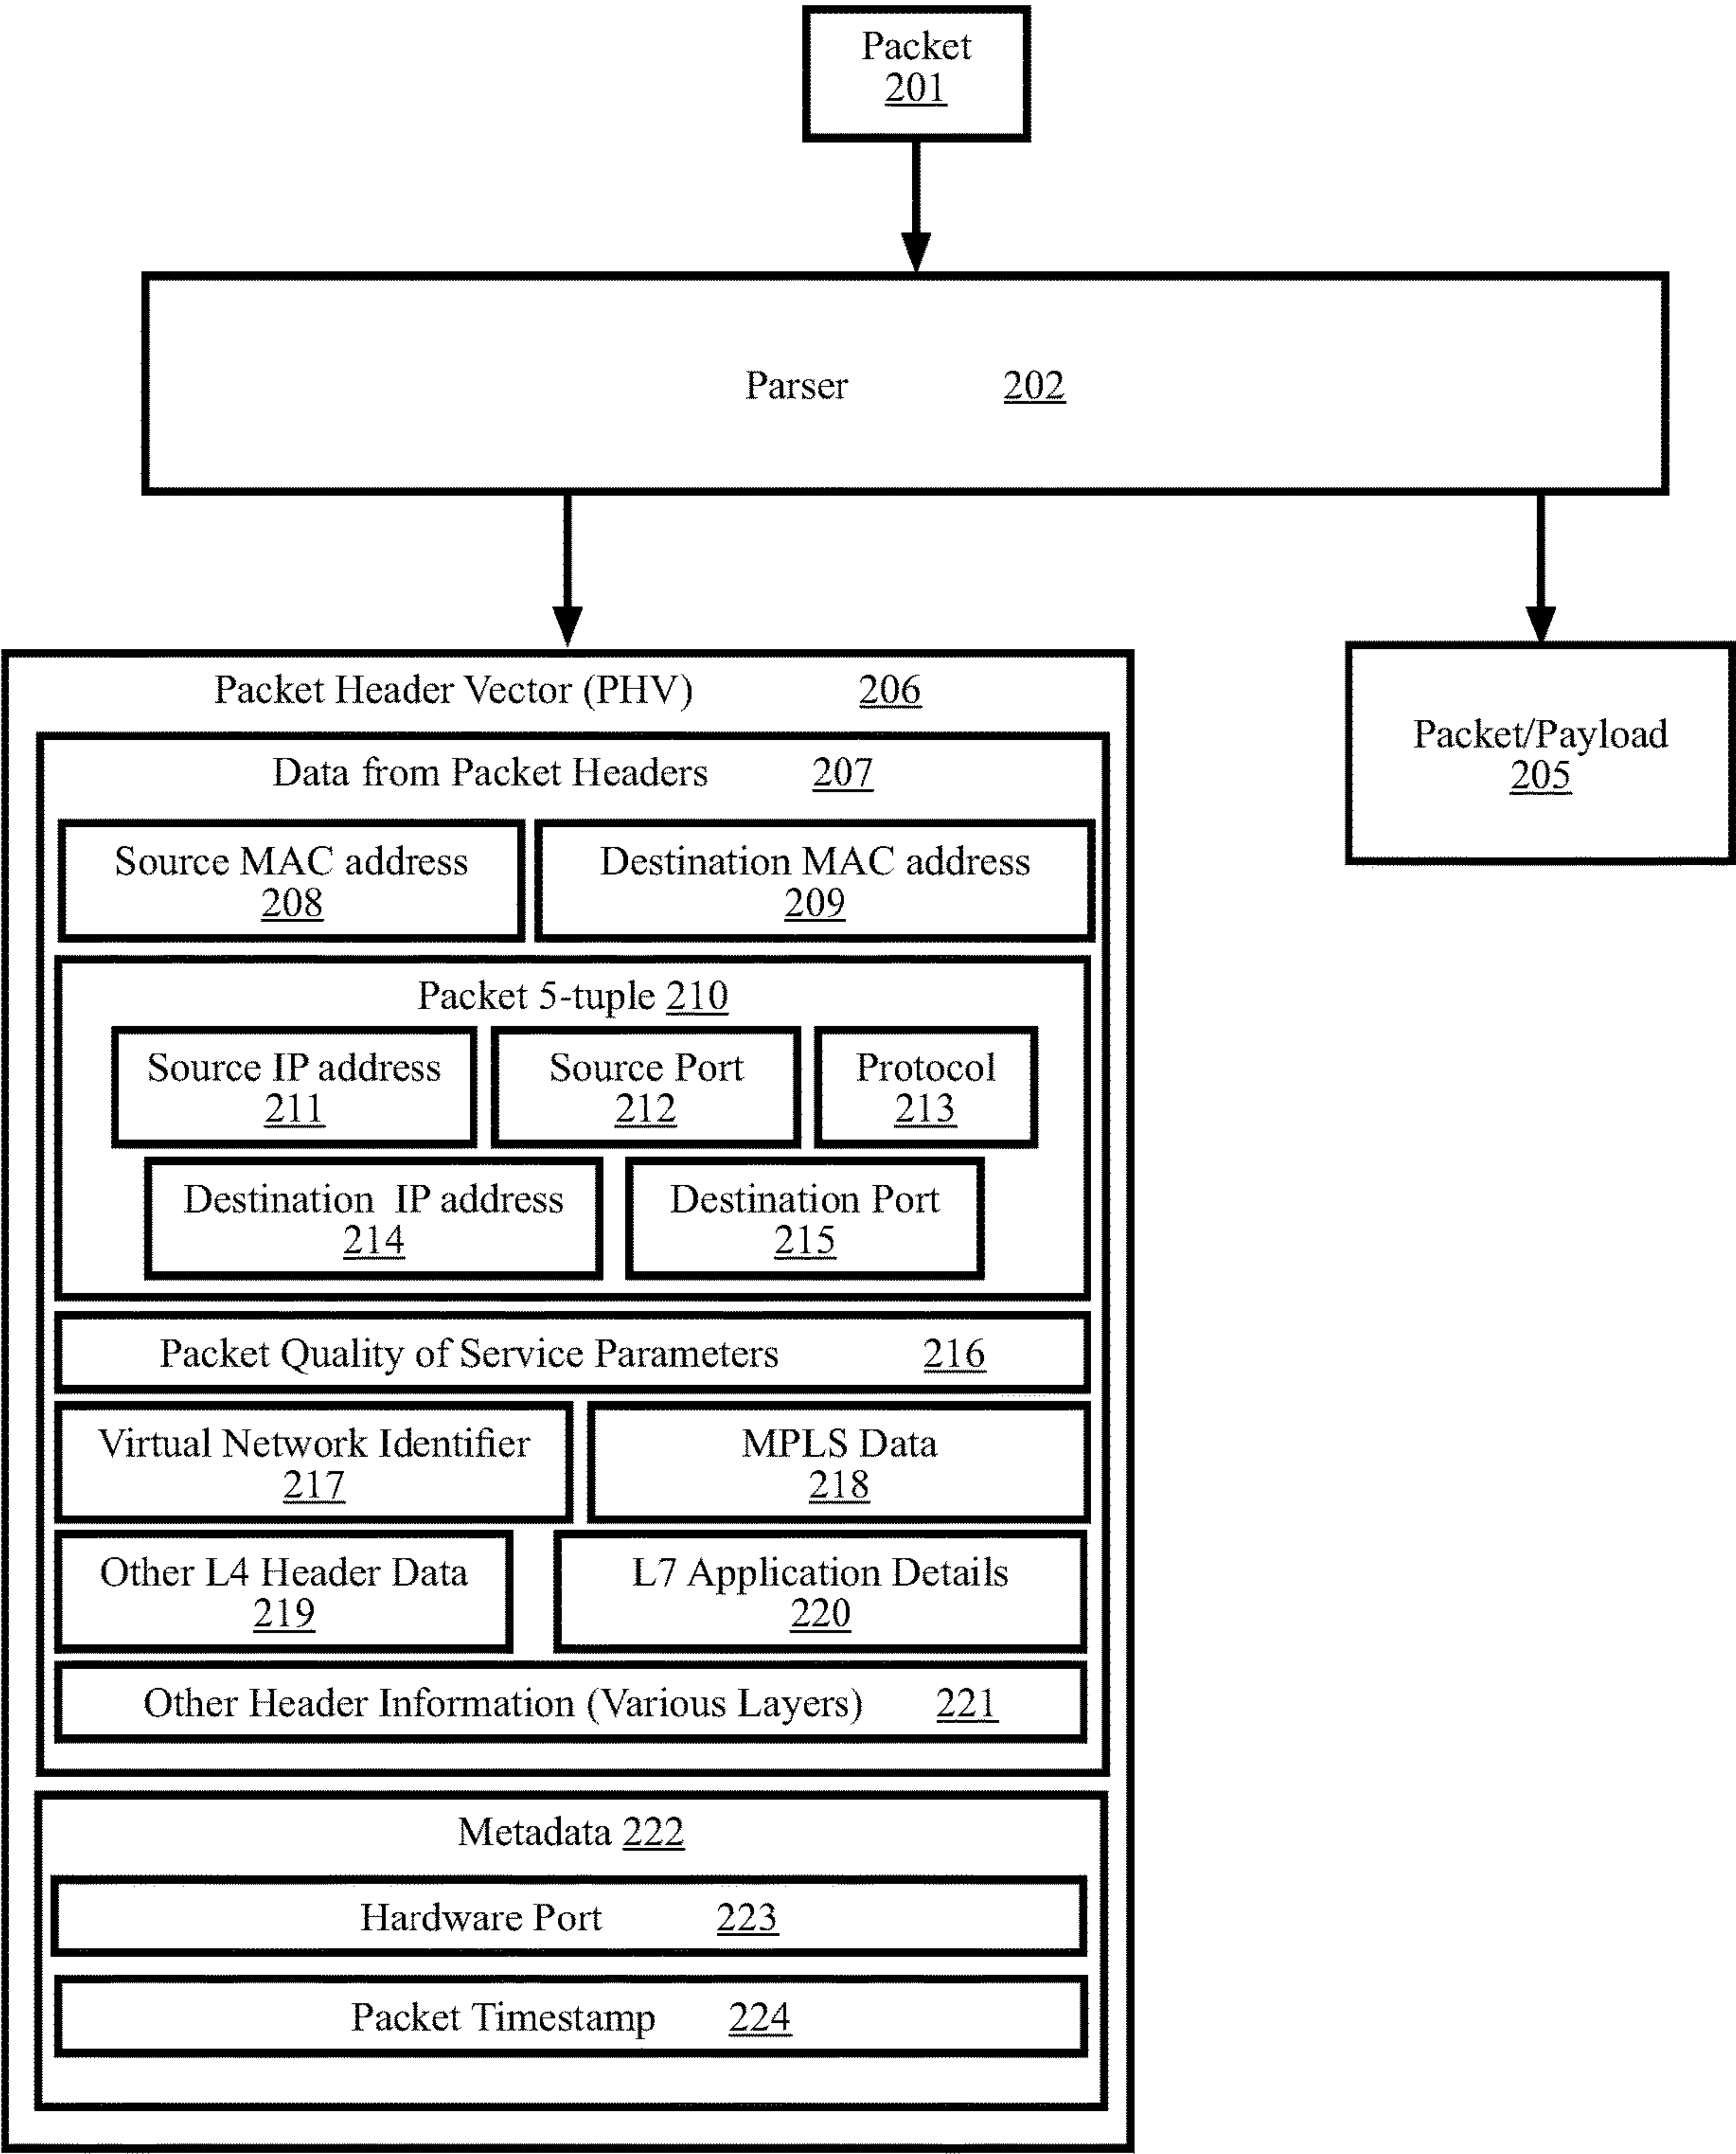 Packet
201
Parser 202
Packet Header Vector (PHV) 206
Data from Packet Headers 207
Source MAC address
208
Destination MAC address
209
Packet 5-tuple 210
Source IP address
211
Source Port
212
Protocol
213
Destination IP address
214
Destination Port
215
Packet Quality of Service Parameters 216
Virtual Network Identifier
217
MPLS Data
218
Other L4 Header Data
219
L7 Application Details
220
Other Header Information (Various Layers) 221
Metadata 222
Hardware Port 223
Packet Timestamp 224
Packet/Payload
205